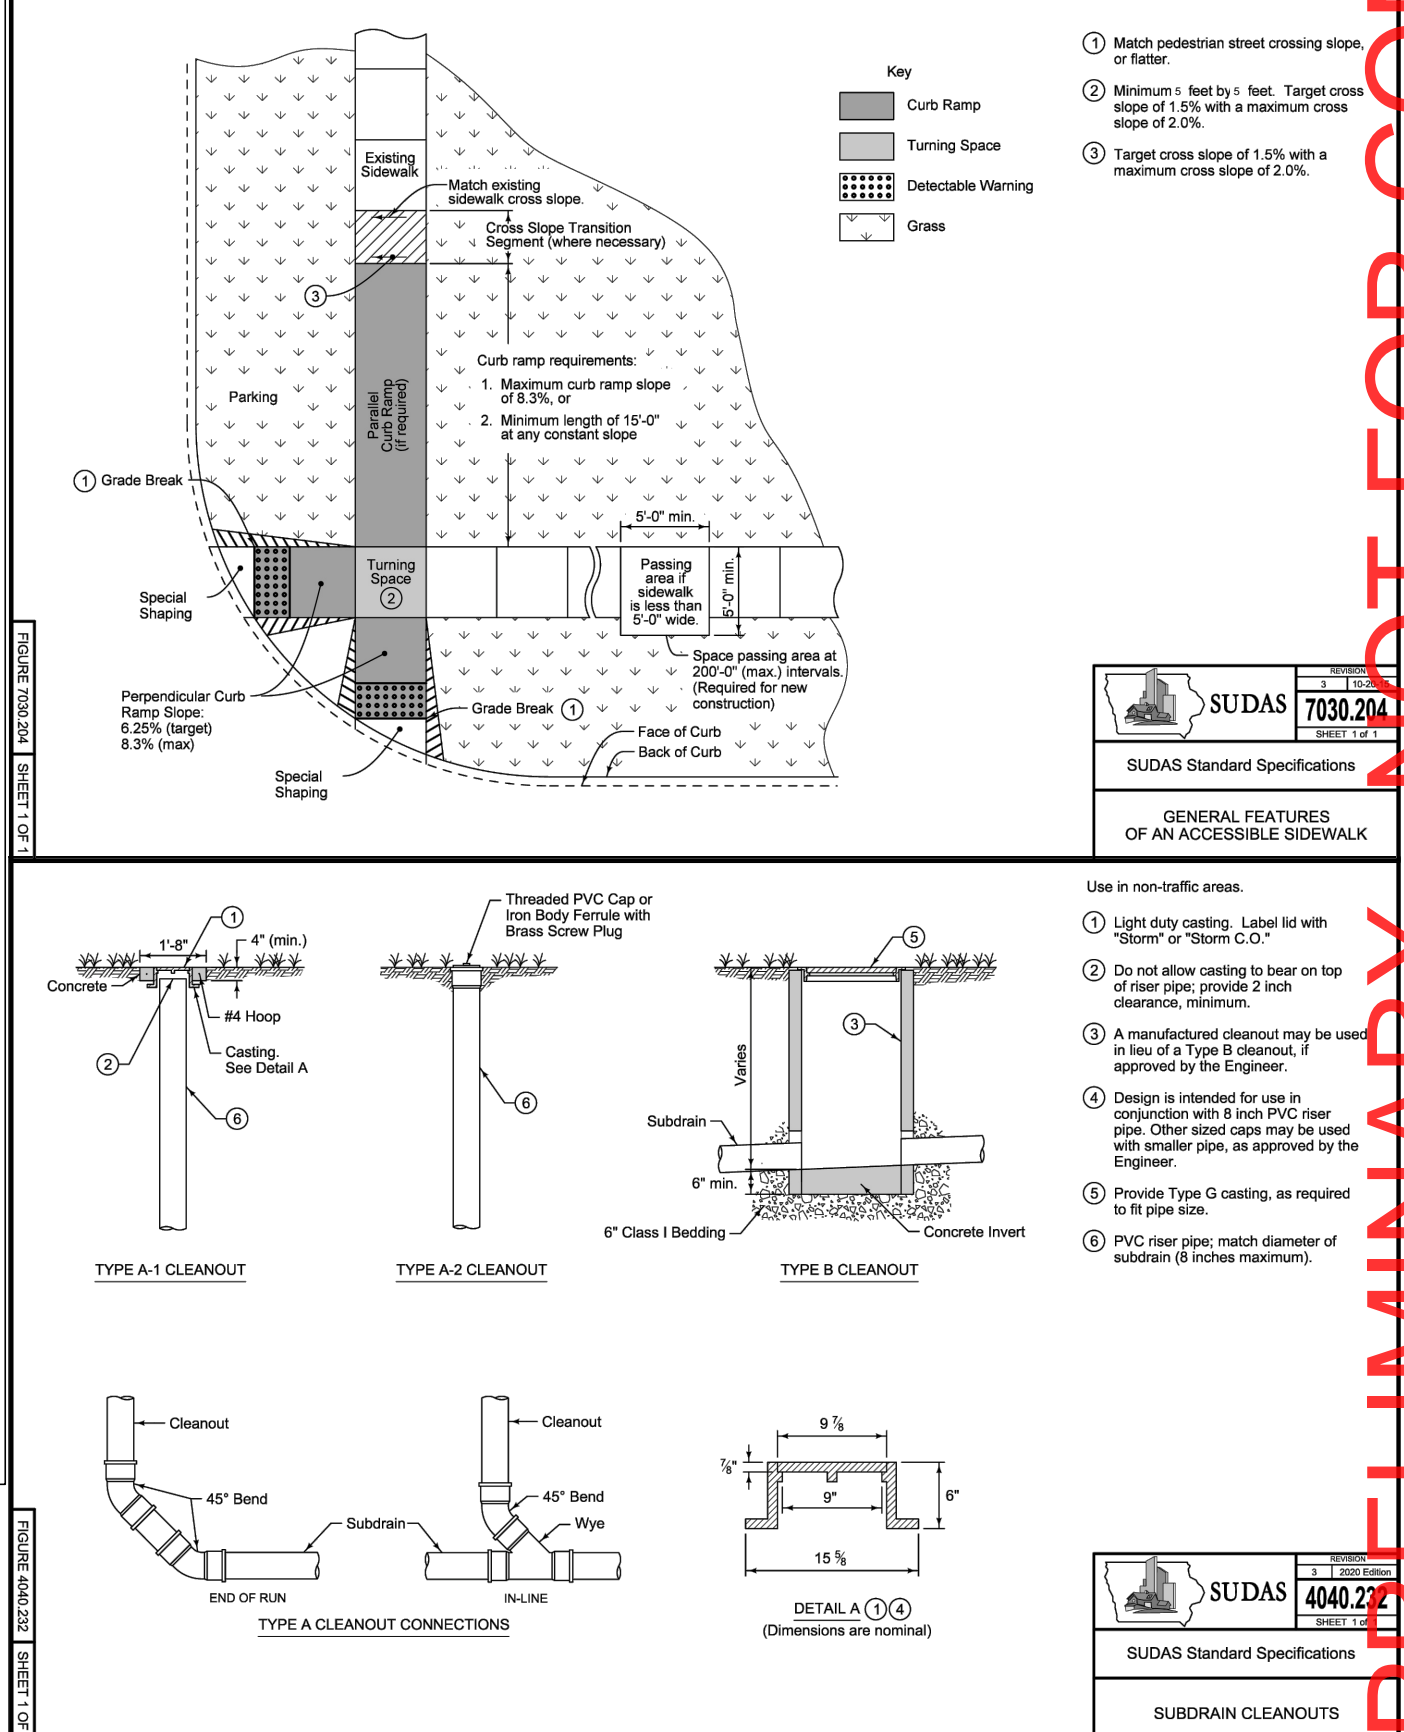 Key
Curb Ramp
Turning Space
Detectable Warning
Grass
1 Match pedestrian street crossing slope,
or flatter.
2 Minimum 5 feet by 5 feet. Target cross
slope of 1.5% with a maximum cross
slope of 2.0%.
3 Target cross slope of 1.5% with a
maximum cross slope of 2.0%.
Existing
Sidewalk
Match existing
sidewalk cross slope.
Cross Slope Transition
Segment (where necessary)
3
Curb ramp requirements:
1. Maximum curb ramp slope
of 8.3%, or
2. Minimum length of 15'-0"
at any constant slope
Parking
Parallel
Curb Ramp
(if required)
1 Grade Break
5'-0" min.
Turning
Space
2
Passing
area if
sidewalk
is less than
5'-0" wide.
5'-0" min.
Special
Shaping
Space passing area at
200'-0" (max.) intervals.
(Required for new
construction)
Perpendicular Curb
Ramp Slope:
6.25% (target)
8.3% (max)
Grade Break 1
Face of Curb
Back of Curb
Special
Shaping
FIGURE 7030.204 SHEET 1 OF 1
SUDAS
REVISION
3 10-20-15
7030.204
SHEET 1 of 1
SUDAS Standard Specifications
GENERAL FEATURES
OF AN ACCESSIBLE SIDEWALK
NOT FOR CO
Threaded PVC Cap or
Iron Body Ferrule with
Brass Screw Plug
1
1'-8"
4" (min.)
Concrete
#4 Hoop
Casting.
See Detail A
2
6
TYPE A-1 CLEANOUT
6
TYPE A-2 CLEANOUT
5
3
Varies
Subdrain
6" min.
6" Class I Bedding
Concrete Invert
TYPE B CLEANOUT
Use in non-traffic areas.
1 Light duty casting. Label lid with
"Storm" or "Storm C.O."
2 Do not allow casting to bear on top
of riser pipe; provide 2 inch
clearance, minimum.
3 A manufactured cleanout may be used
in lieu of a Type B cleanout, if
approved by the Engineer.
4 Design is intended for use in
conjunction with 8 inch PVC riser
pipe. Other sized caps may be used
with smaller pipe, as approved by the
Engineer.
5 Provide Type G casting, as required
to fit pipe size.
6 PVC riser pipe; match diameter of
subdrain (8 inches maximum).
Cleanout
45° Bend
Subdrain
END OF RUN
Cleanout
45° Bend
Wye
IN-LINE
TYPE A CLEANOUT CONNECTIONS
9 7/8
7/8"
9"
6"
15 5/8
DETAIL A 1 4
(Dimensions are nominal)
FIGURE 4040.232 SHEET 1 OF
SUDAS
REVISION
3 2020 Edition
4040.232
SHEET 1 of 1
SUDAS Standard Specifications
SUBDRAIN CLEANOUTS
PRELIMINARY